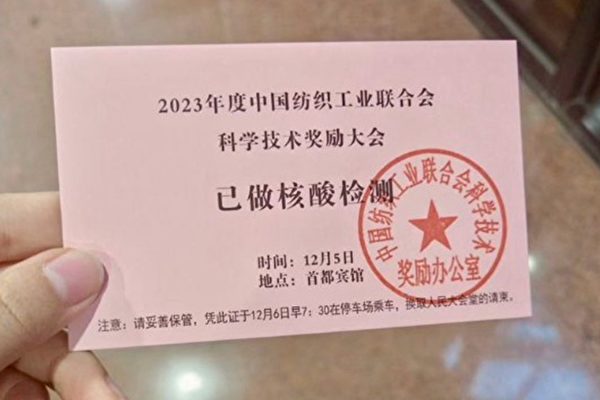 2023年度中国纺织工业联合会
科学技术奖励大会
已做核酸检测
时间：12月5日
地点：首都宾馆
中国纺织工业联合会科学技术
奖励办公室
注意：请妥善保管，凭此证于12月6日早7：30在停车场乘车，换取人民大会堂的请柬。